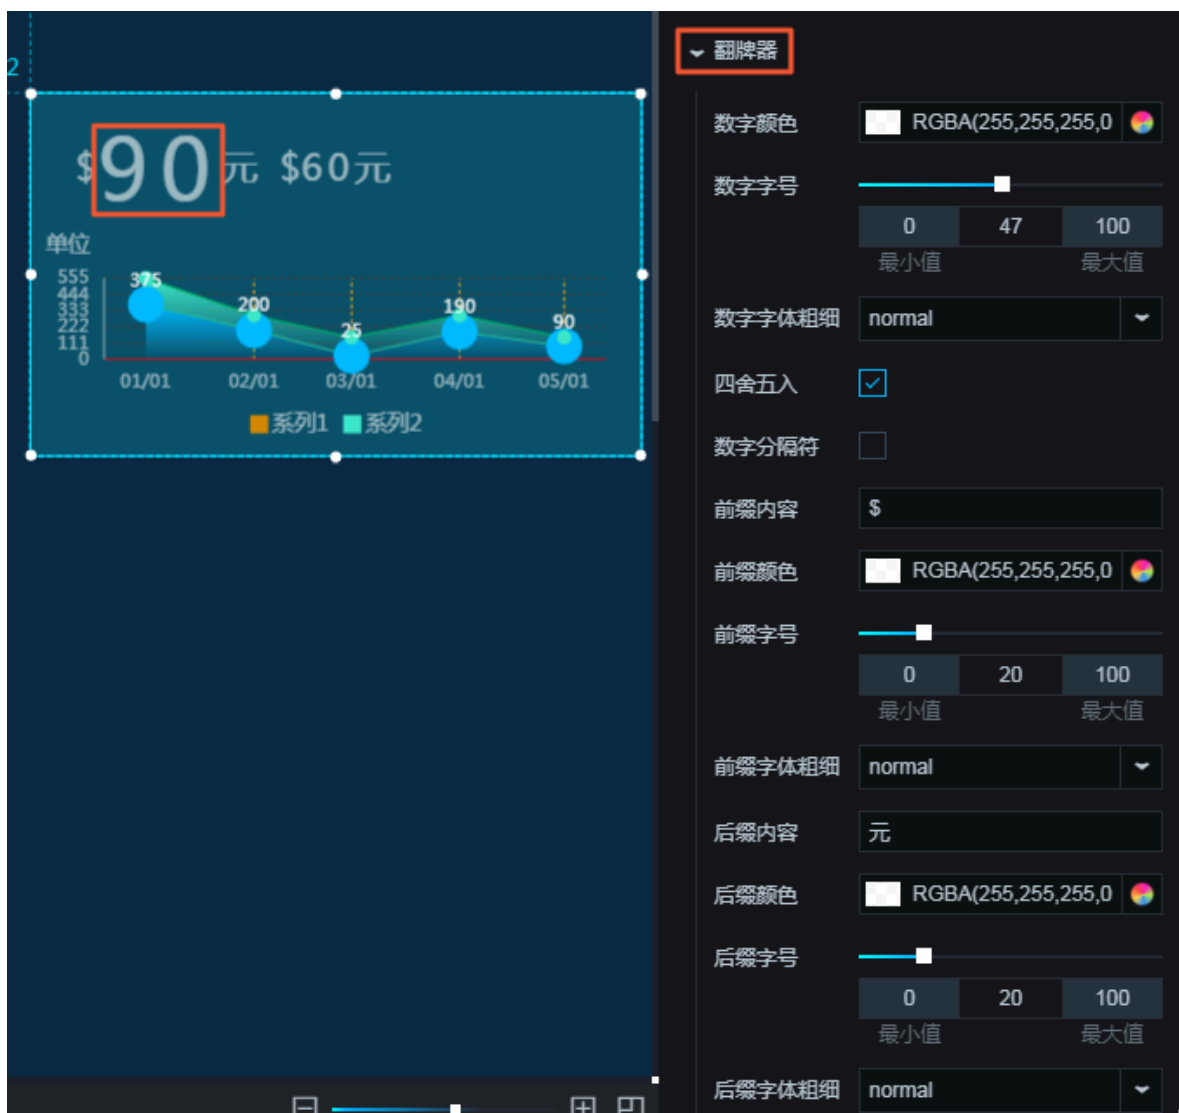 2
$90元 $60元
单位
555
444
333
222
111
0
375
200
25
190
90
01/01 02/01 03/01 04/01 05/01
系列1 系列2
翻牌器
数字颜色 RGBA(255,255,255,0
数字字号
0 47 100
最小值 最大值
数字字体粗细 normal
四舍五入
数字分隔符
前缀内容 $
前缀颜色 RGBA(255,255,255,0
前缀字号
0 20 100
最小值 最大值
前缀字体粗细 normal
后缀内容 元
后缀颜色 RGBA(255,255,255,0
后缀字号
0 20 100
最小值 最大值
后缀字体粗细 normal